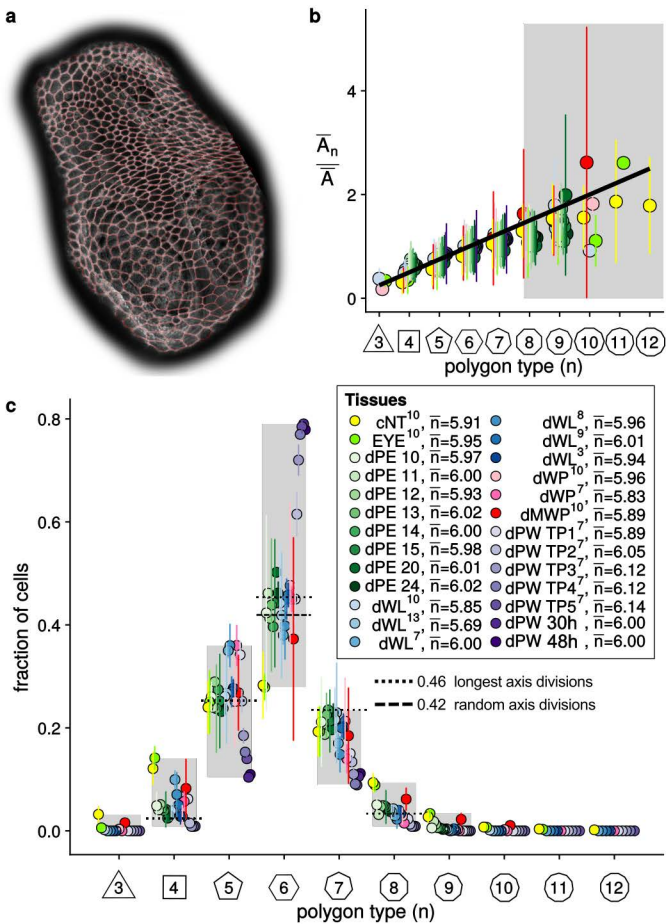 a
b
A̅n
A̅
4
2
0
3 4 5 6 7 8 9 10 11 12
polygon type (n)
c
0.8
0.6
0.4
0.2
0.0
fraction of cells
Tissues
cNT¹⁰, n̅=5.91
EYE¹⁰, n̅=5.95
dPE 10, n̅=5.97
dPE 11, n̅=6.00
dPE 12, n̅=5.93
dPE 13, n̅=6.02
dPE 14, n̅=6.00
dPE 15, n̅=5.98
dPE 20, n̅=6.01
dPE 24, n̅=6.02
dWL¹⁰, n̅=5.85
dWL¹³, n̅=5.69
dWL⁷, n̅=6.00
dWL⁸, n̅=5.96
dWL⁹, n̅=6.01
dWL³, n̅=5.94
dWP¹⁰, n̅=5.96
dWP⁷, n̅=5.83
dMWP¹⁰, n̅=5.89
dPW TP1⁷, n̅=5.89
dPW TP2⁷, n̅=6.05
dPW TP3⁷, n̅=6.12
dPW TP4⁷, n̅=6.12
dPW TP5⁷, n̅=6.14
dPW 30h , n̅=6.00
dPW 48h , n̅=6.00
0.46 longest axis divisions
0.42 random axis divisions
3 4 5 6 7 8 9 10 11 12
polygon type (n)